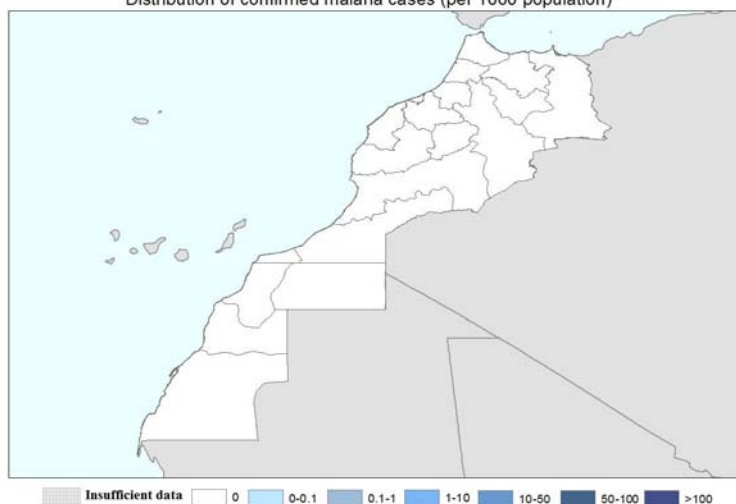 Distribution of confirmed malaria cases (per 1000 population)
Insufficient data 0 0-0.1 0.1-1 1-10 10-50 50-100 >100